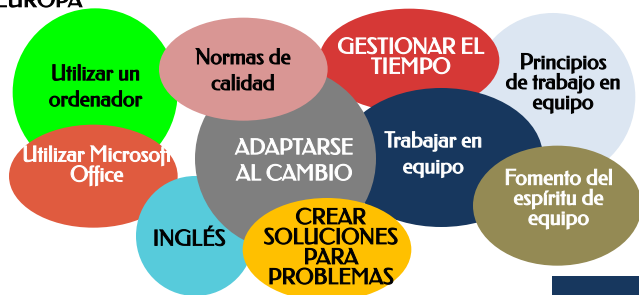 EUROPA
Utilizar un
ordenador
Normas de
calidad
GESTIONAR EL
TIEMPO
Principios
de trabajo en
equipo
Utilizar Microsoft
Office
ADAPTARSE
AL CAMBIO
Trabajar en
equipo
Fomento del
espíritu de
equipo
INGLÉS
CREAR
SOLUCIONES
PARA
PROBLEMAS